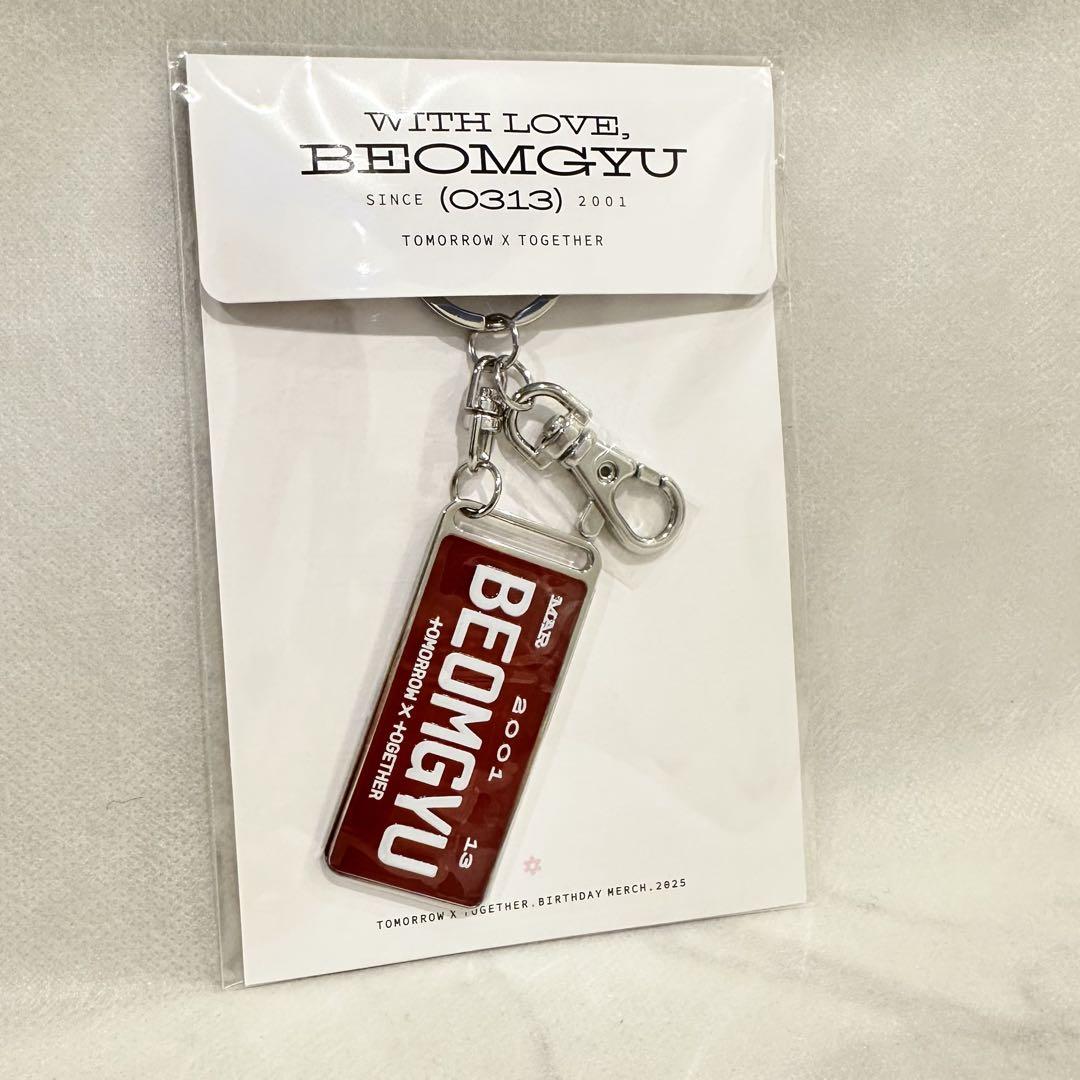 WITH LOVE,
BEOMGYU
SINCE (0313) 2001
TOMORROW X TOGETHER
MAR 2001 13
BEOMGYU
TOMORROW X TOGETHER
TOMORROW X TOGETHER.BIRTHDAY MERCH.2025